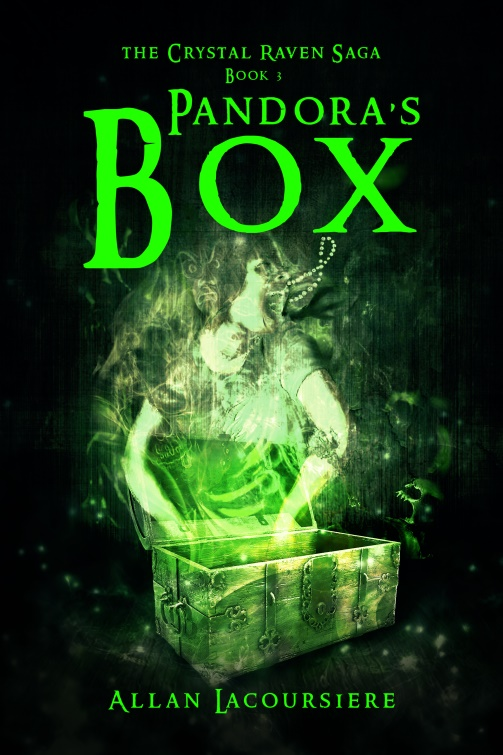 the Crystal Raven Saga
Book 3
Pandora's
Box
Allan Lacoursiere